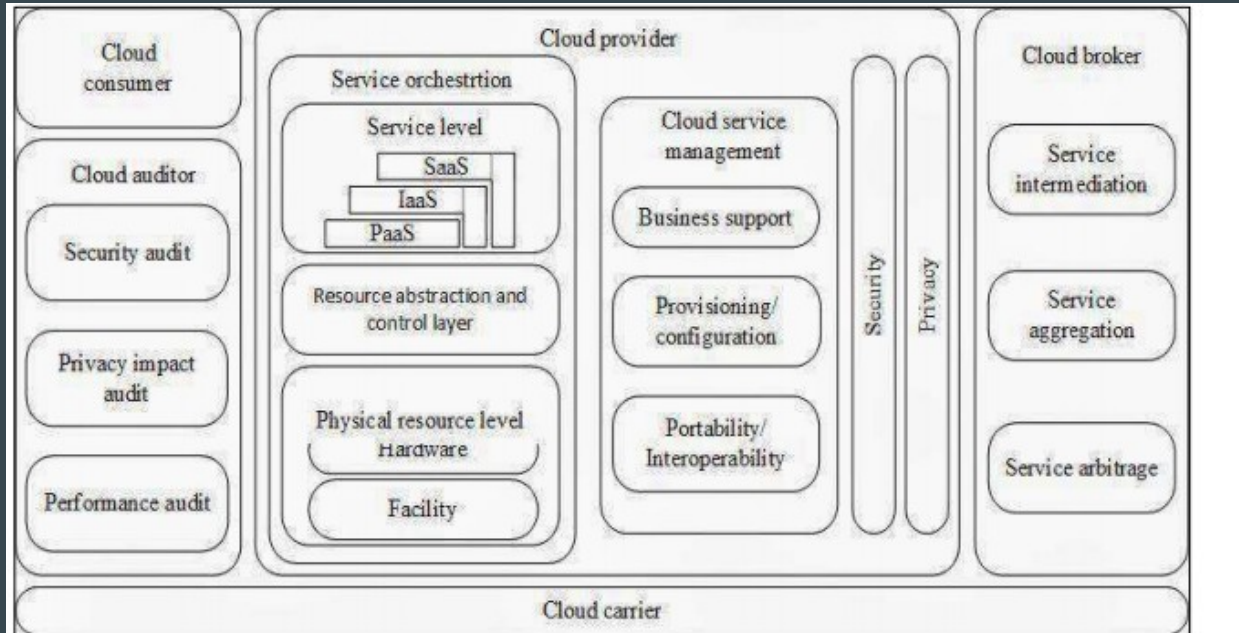 Cloud
consumer
Cloud auditor
Security audit
Privacy impact
audit
Performance audit
Cloud provider
Service orchestrtion
Service level
SaaS
IaaS
PaaS
Resource abstraction and
control layer
Physical resource level
Hardware
Facility
Cloud service
management
Business support
Provisioning/
configuration
Portability/
Interoperability
Security
Privacy
Cloud broker
Service
intermediation
Service
aggregation
Service arbitrage
Cloud carrier